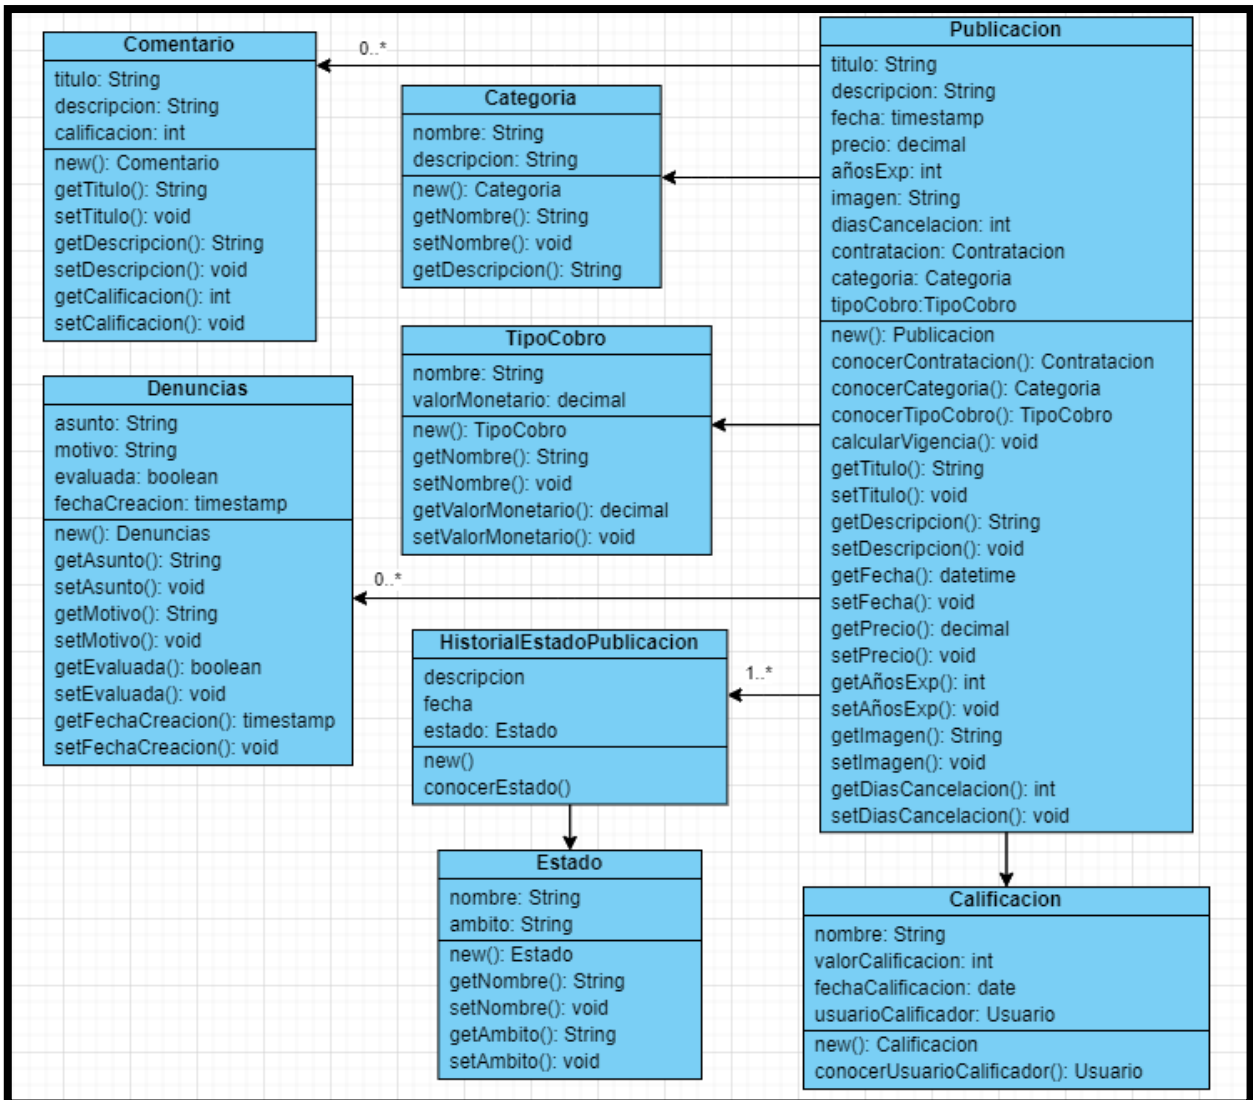 Comentario
titulo: String
descripcion: String
calificacion: int
new(): Comentario
getTitulo(): String
setTitulo(): void
getDescripcion(): String
setDescripcion(): void
getCalificacion(): int
setCalificacion(): void
0..*
Categoria
nombre: String
descripcion: String
new(): Categoria
getNombre(): String
setNombre(): void
getDescripcion(): String
TipoCobro
nombre: String
valorMonetario: decimal
new(): TipoCobro
getNombre(): String
setNombre(): void
getValorMonetario(): decimal
setValorMonetario(): void
Denuncias
asunto: String
motivo: String
evaluada: boolean
fechaCreacion: timestamp
new(): Denuncias
getAsunto(): String
setAsunto(): void
getMotivo(): String
setMotivo(): void
getEvaluada(): boolean
setEvaluada(): void
getFechaCreacion(): timestamp
setFechaCreacion(): void
0..*
HistorialEstadoPublicacion
descripcion
fecha
estado: Estado
new()
conocerEstado()
1..*
Estado
nombre: String
ambito: String
new(): Estado
getNombre(): String
setNombre(): void
getAmbito(): String
setAmbito(): void
Publicacion
titulo: String
descripcion: String
fecha: timestamp
precio: decimal
añosExp: int
imagen: String
diasCancelacion: int
contratacion: Contratacion
categoria: Categoria
tipoCobro:TipoCobro
new(): Publicacion
conocerContratacion(): Contratacion
conocerCategoria(): Categoria
conocerTipoCobro(): TipoCobro
calcularVigencia(): void
getTitulo(): String
setTitulo(): void
getDescripcion(): String
setDescripcion(): void
getFecha(): datetime
setFecha(): void
getPrecio(): decimal
setPrecio(): void
getAñosExp(): int
setAñosExp(): void
getImagen(): String
setImagen(): void
getDiasCancelacion(): int
setDiasCancelacion(): void
Calificacion
nombre: String
valorCalificacion: int
fechaCalificacion: date
usuarioCalificador: Usuario
new(): Calificacion
conocerUsuarioCalificador(): Usuario